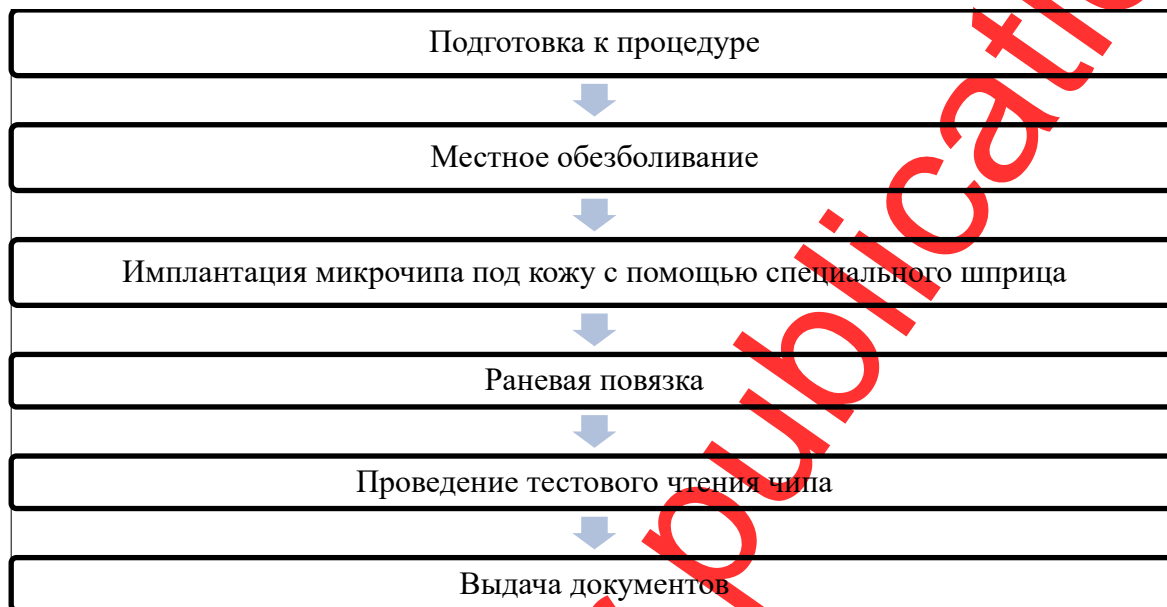 Подготовка к процедуре
Местное обезболивание
Имплантация микрочипа под кожу с помощью специального шприца
Раневая повязка
Проведение тестового чтения чипа
Выдача документов
publicati